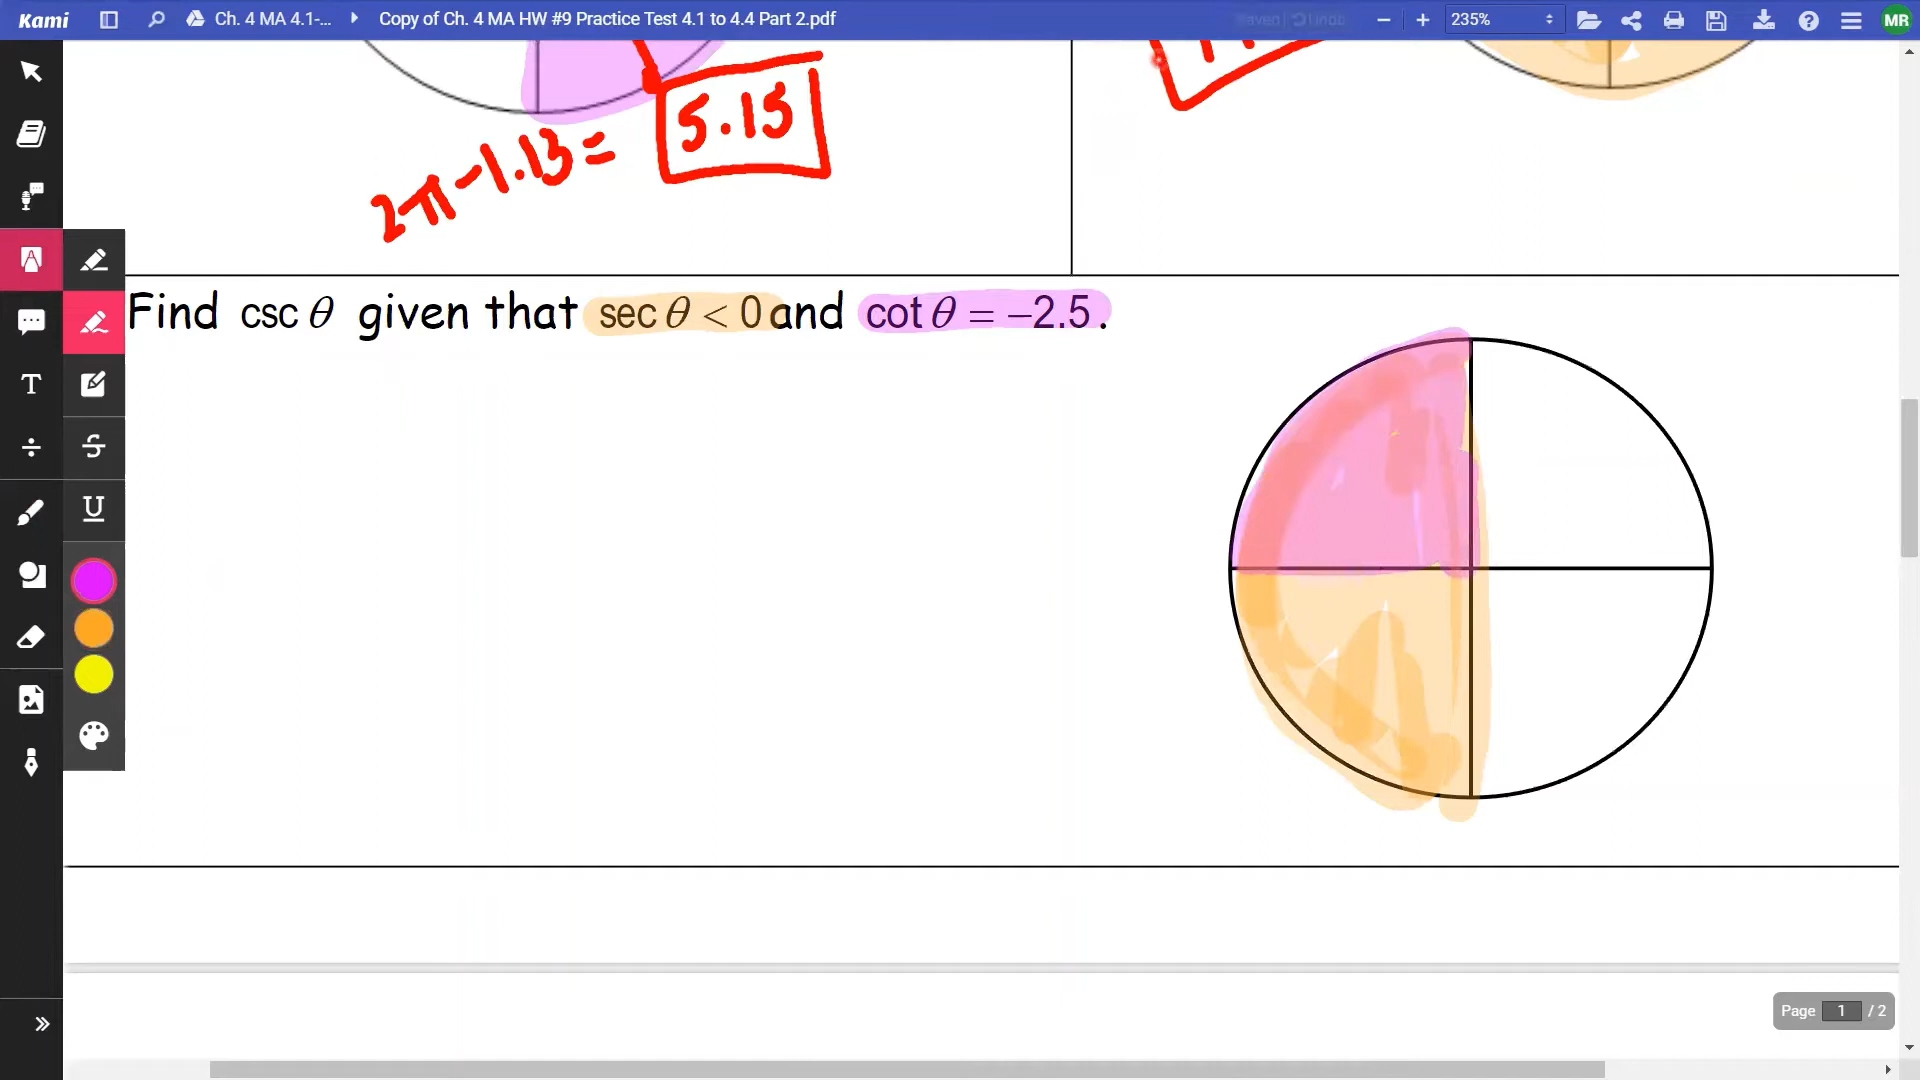 Kami
Ch. 4 MA 4.1-...
Copy of Ch. 4 MA HW #9 Practice Test 4.1 to 4.4 Part 2.pdf
Saved
Undo
235%
MR
5.15
2π-1.13=
Find csc θ given that sec θ < 0 and cot θ = −2.5.
Page 1 / 2